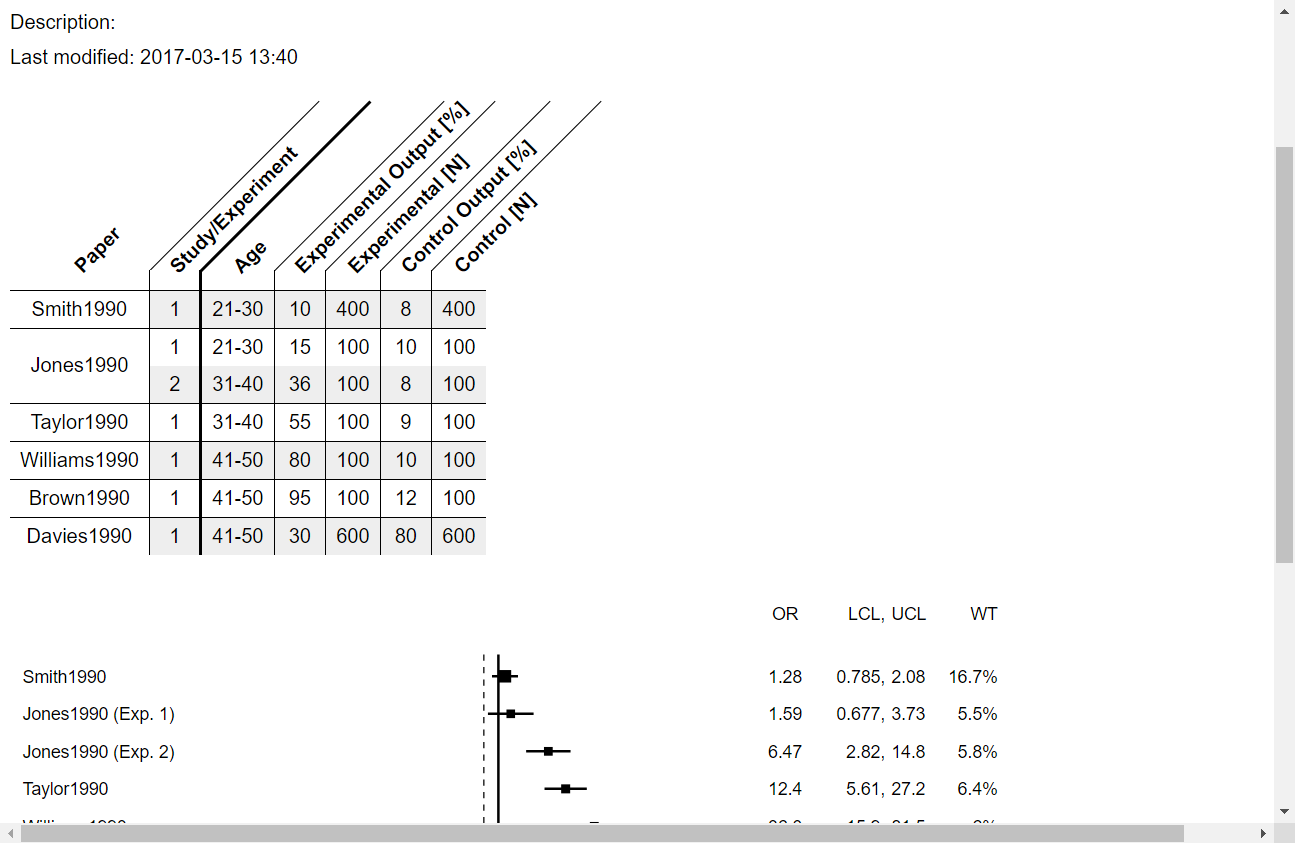 Description:
Last modified: 2017-03-15 13:40
Paper
Study/Experiment
Age
Experimental Output [%]
Experimental [N]
Control Output [%]
Control [N]
Smith1990 1 21-30 10 400 8 400
Jones1990
1 21-30 15 100 10 100
2 31-40 36 100 8 100
Taylor1990 1 31-40 55 100 9 100
Williams1990 1 41-50 80 100 10 100
Brown1990 1 41-50 95 100 12 100
Davies1990 1 41-50 30 600 80 600
OR LCL, UCL WT
Smith1990 1.28 0.785, 2.08 16.7%
Jones1990 (Exp. 1) 1.59 0.677, 3.73 5.5%
Jones1990 (Exp. 2) 6.47 2.82, 14.8 5.8%
Taylor1990 12.4 5.61, 27.2 6.4%